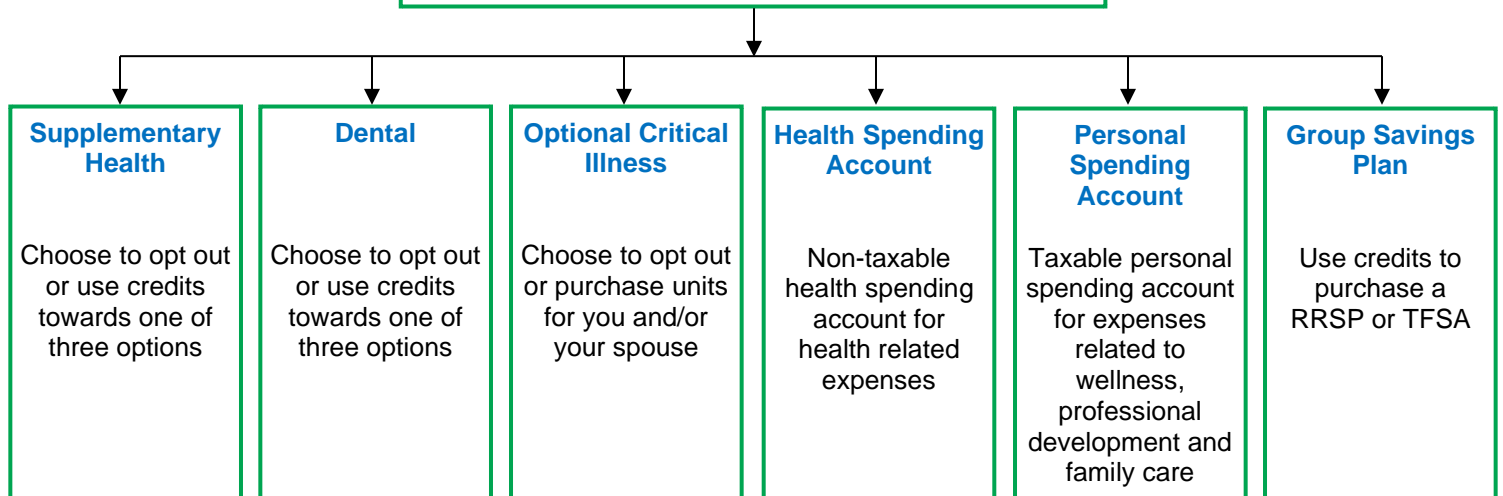 Supplementary
Health
Choose to opt out
or use credits
towards one of
three options
Dental
Choose to opt out
or use credits
towards one of
three options
Optional Critical
Illness
Choose to opt out
or purchase units
for you and/or
your spouse
Health Spending
Account
Non-taxable
health spending
account for
health related
expenses
Personal
Spending
Account
Taxable personal
spending account
for expenses
related to
wellness,
professional
development and
family care
Group Savings
Plan
Use credits to
purchase a
RRSP or TFSA